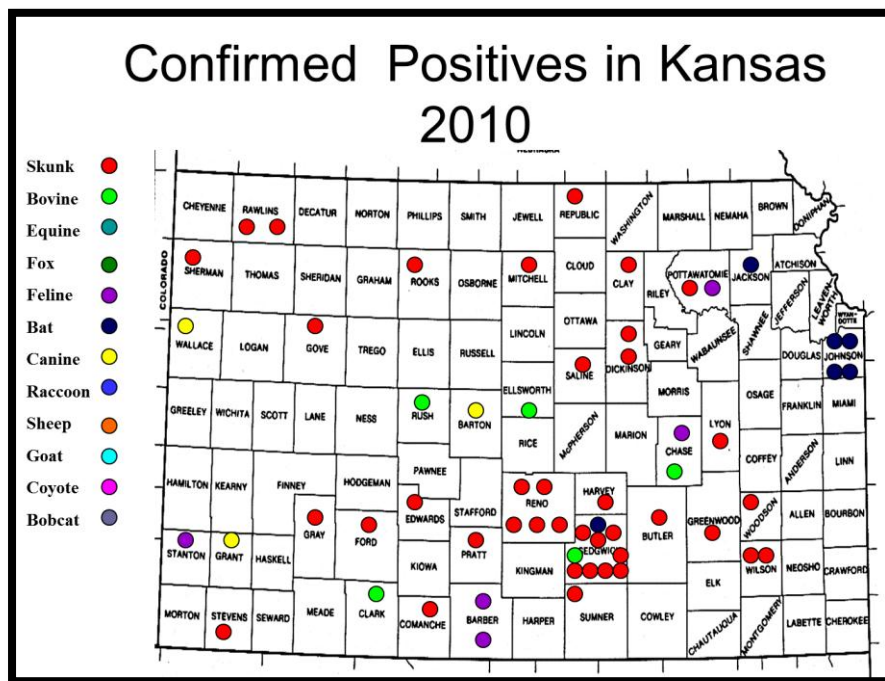 Confirmed Positives in Kansas
2010
Skunk
Bovine
Equine
Fox
Feline
Bat
Canine
Raccoon
Sheep
Goat
Coyote
Bobcat
COLORADO
CHEYENNE
RAWLINS
DECATUR
NORTON
PHILLIPS
SMITH
JEWELL
REPUBLIC
WASHINGTON
MARSHALL
NEMAHA
BROWN
DONIPHAN
SHERMAN
THOMAS
SHERIDAN
GRAHAM
ROOKS
OSBORNE
MITCHELL
CLOUD
CLAY
RILEY
POTTAWATOMIE
JACKSON
ATCHISON
JEFFERSON
LEAVEN-
WORTH
WYAN-
DOTTE
WALLACE
LOGAN
GOVE
TREGO
ELLIS
RUSSELL
LINCOLN
OTTAWA
SALINE
DICKINSON
GEARY
WABAUNSEE
SHAWNEE
DOUGLAS
JOHNSON
GREELEY
WICHITA
SCOTT
LANE
NESS
RUSH
BARTON
ELLSWORTH
RICE
McPHERSON
MARION
MORRIS
CHASE
LYON
OSAGE
FRANKLIN
MIAMI
COFFEY
ANDERSON
LINN
HAMILTON
KEARNY
FINNEY
HODGEMAN
PAWNEE
STAFFORD
EDWARDS
GRAY
FORD
RENO
HARVEY
BUTLER
GREENWOOD
WOODSON
ALLEN
BOURBON
STANTON
GRANT
HASKELL
KIOWA
PRATT
KINGMAN
SEDGWICK
ELK
WILSON
NEOSHO
CRAWFORD
MORTON
STEVENS
SEWARD
MEADE
CLARK
COMANCHE
BARBER
HARPER
SUMNER
COWLEY
CHAUTAUQUA
MONTGOMERY
LABETTE
CHEROKEE